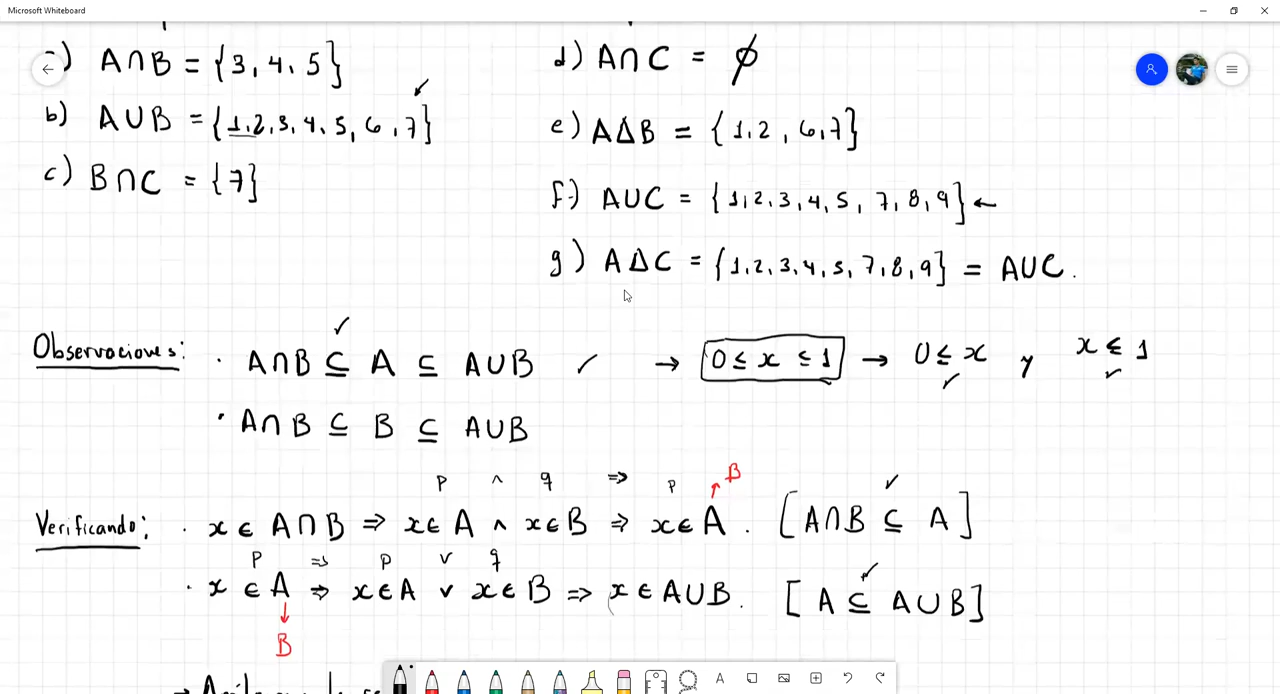 Microsoft Whiteboard
) A∩B = {3, 4, 5}
b) A∪B = {1,2,3,4,5,6,7}
c) B∩C = {7}
d) A∩C = ∅
e) A∆B = {1,2,6,7}
f) A∪C = {1,2,3,4,5,7,8,9} ←
g) A∆C = {1,2,3,4,5,7,8,9} = A∪C.
Observaciones: · A∩B ⊆ A ⊆ A∪B ✓ → 0≤x≤1 → 0≤x y x≤1
· A∩B ⊆ B ⊆ A∪B
p ∧ q ⇒ p B
Verificando: · x∈A∩B ⇒ x∈A ∧ x∈B ⇒ x∈A. [A∩B ⊆ A]
p ⇒ p ∨ q
· x∈A ⇒ x∈A ∨ x∈B ⇒ x∈A∪B. [A ⊆ A∪B]
B
A